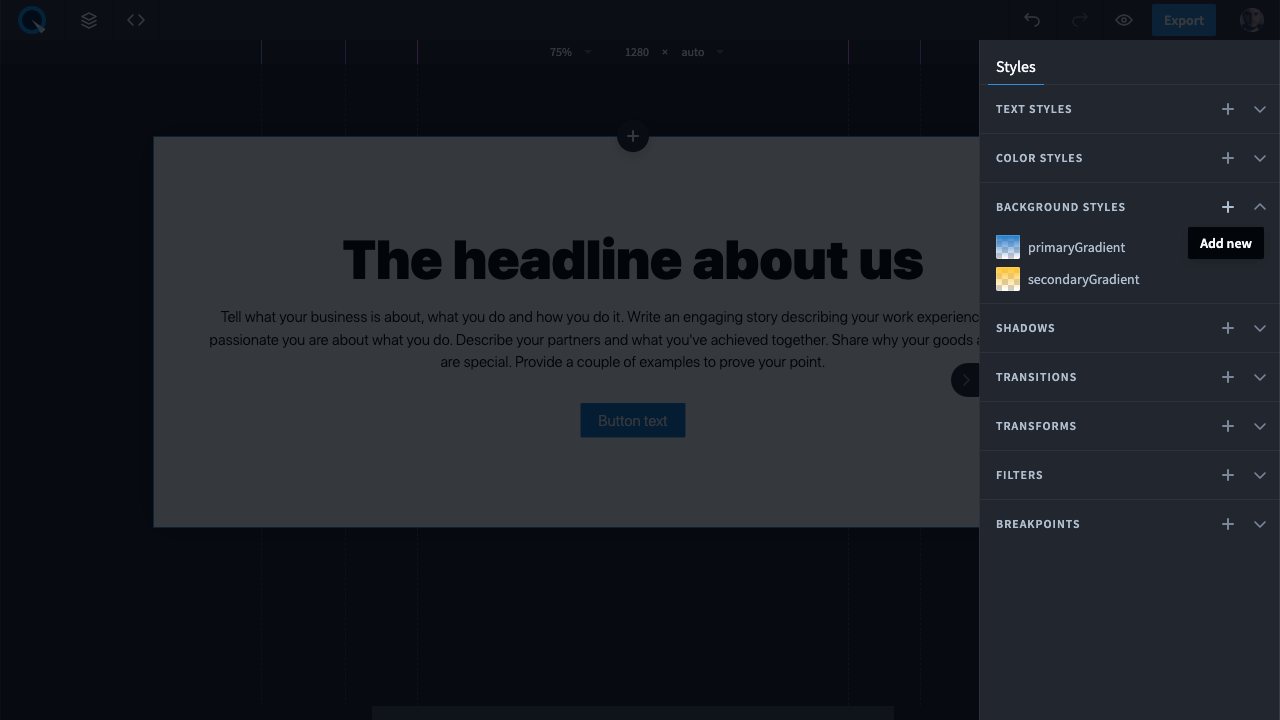 Export
75% 1280 × auto
Styles
TEXT STYLES
COLOR STYLES
BACKGROUND STYLES
Add new
primaryGradient
secondaryGradient
SHADOWS
TRANSITIONS
TRANSFORMS
FILTERS
BREAKPOINTS
The headline about us
Tell what your business is about, what you do and how you do it. Write an engaging story describing your work
passionate you are about what you do. Describe your partners and what you've achieved together. Share why your goods
are special. Provide a couple of examples to prove your point.
Button text